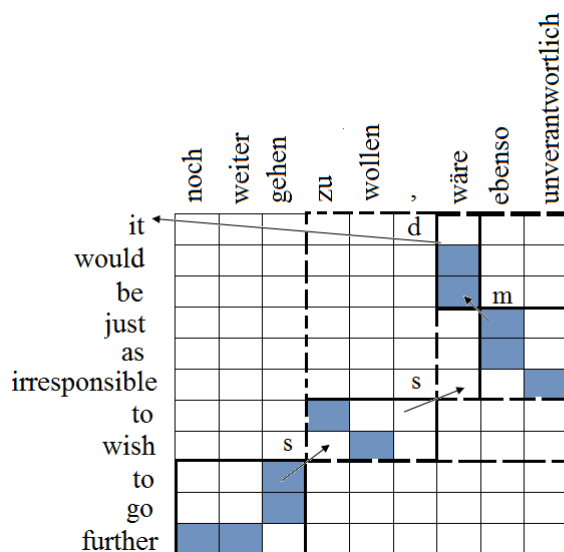 noch
weiter
gehen
zu
wollen
,
wäre
ebenso
unverantwortlich
it
d
would
be
m
just
as
irresponsible
s
to
wish
s
to
go
further